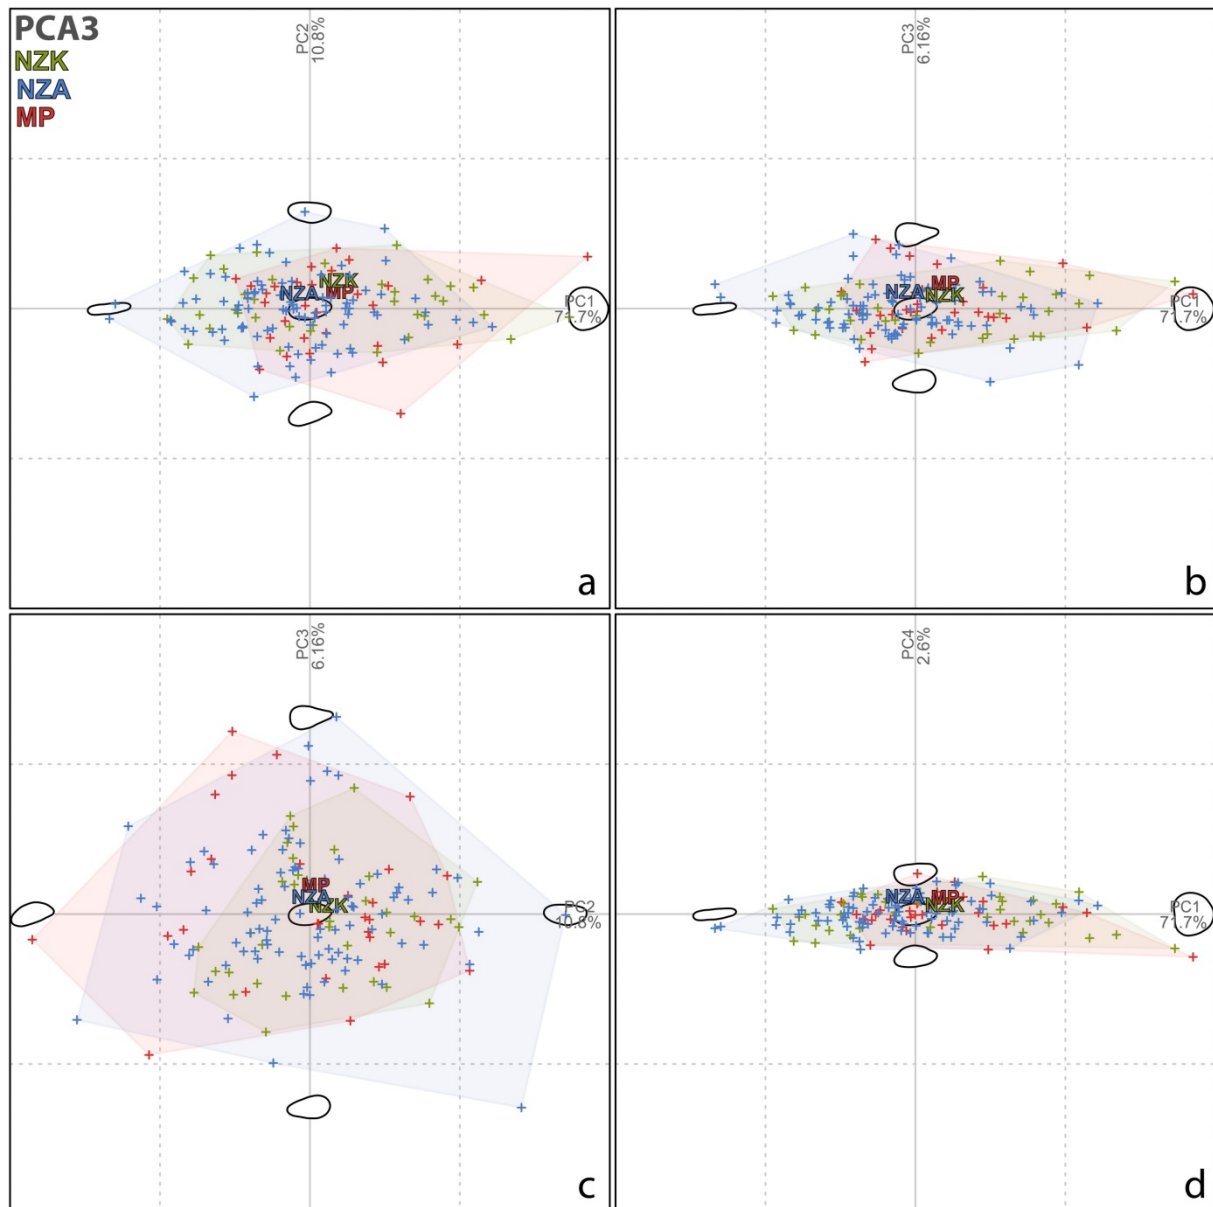 PCA3
NZK
NZA
MP
PC2
10.8%
NZK
NZA
MP
PC1
71.7%
a
PC3
6.16%
MP
NZA
NZK
PC1
71.7%
b
PC3
6.16%
MP
NZA
NZK
PC2
10.8%
c
PC4
2.6%
NZA
MP
NZK
PC1
71.7%
d